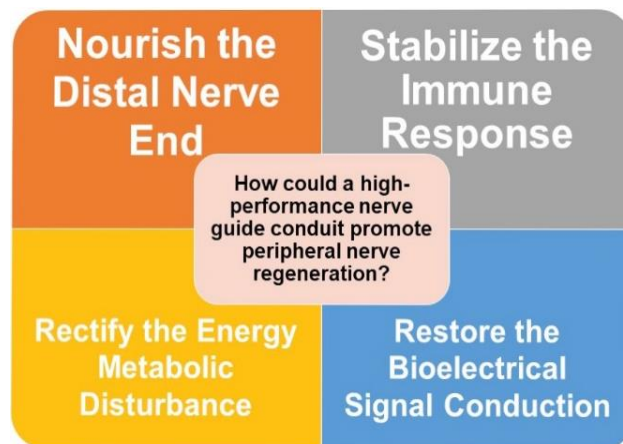 Nourish the
Distal Nerve
End
Stabilize the
Immune
Response
How could a high-
performance nerve
guide conduit promote
peripheral nerve
regeneration?
Rectify the Energy
Metabolic
Disturbance
Restore the
Bioelectrical
Signal Conduction